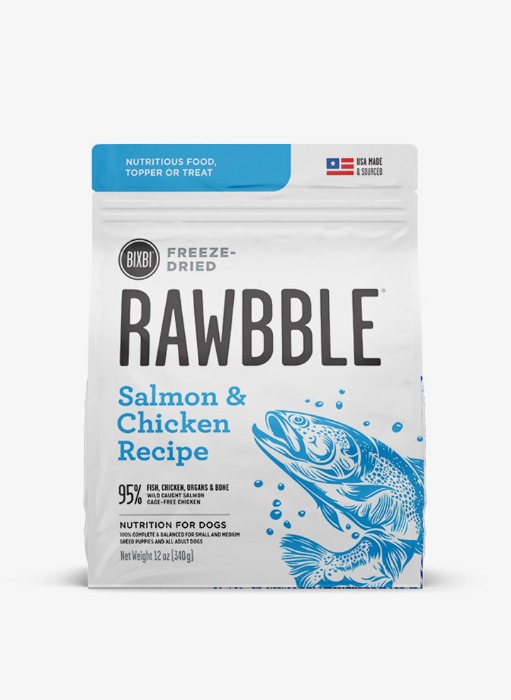 NUTRITIOUS FOOD,
TOPPER OR TREAT
USA MADE
& SOURCED
BIXBI
FREEZE-
DRIED
RAWBBLE®
Salmon &
Chicken
Recipe
95%
FISH, CHICKEN, ORGANS & BONE
WILD CAUGHT SALMON
CAGE-FREE CHICKEN
NUTRITION FOR DOGS
100% COMPLETE & BALANCED FOR SMALL AND MEDIUM
BREED PUPPIES AND ALL ADULT DOGS
Net Weight 12 oz (340g)